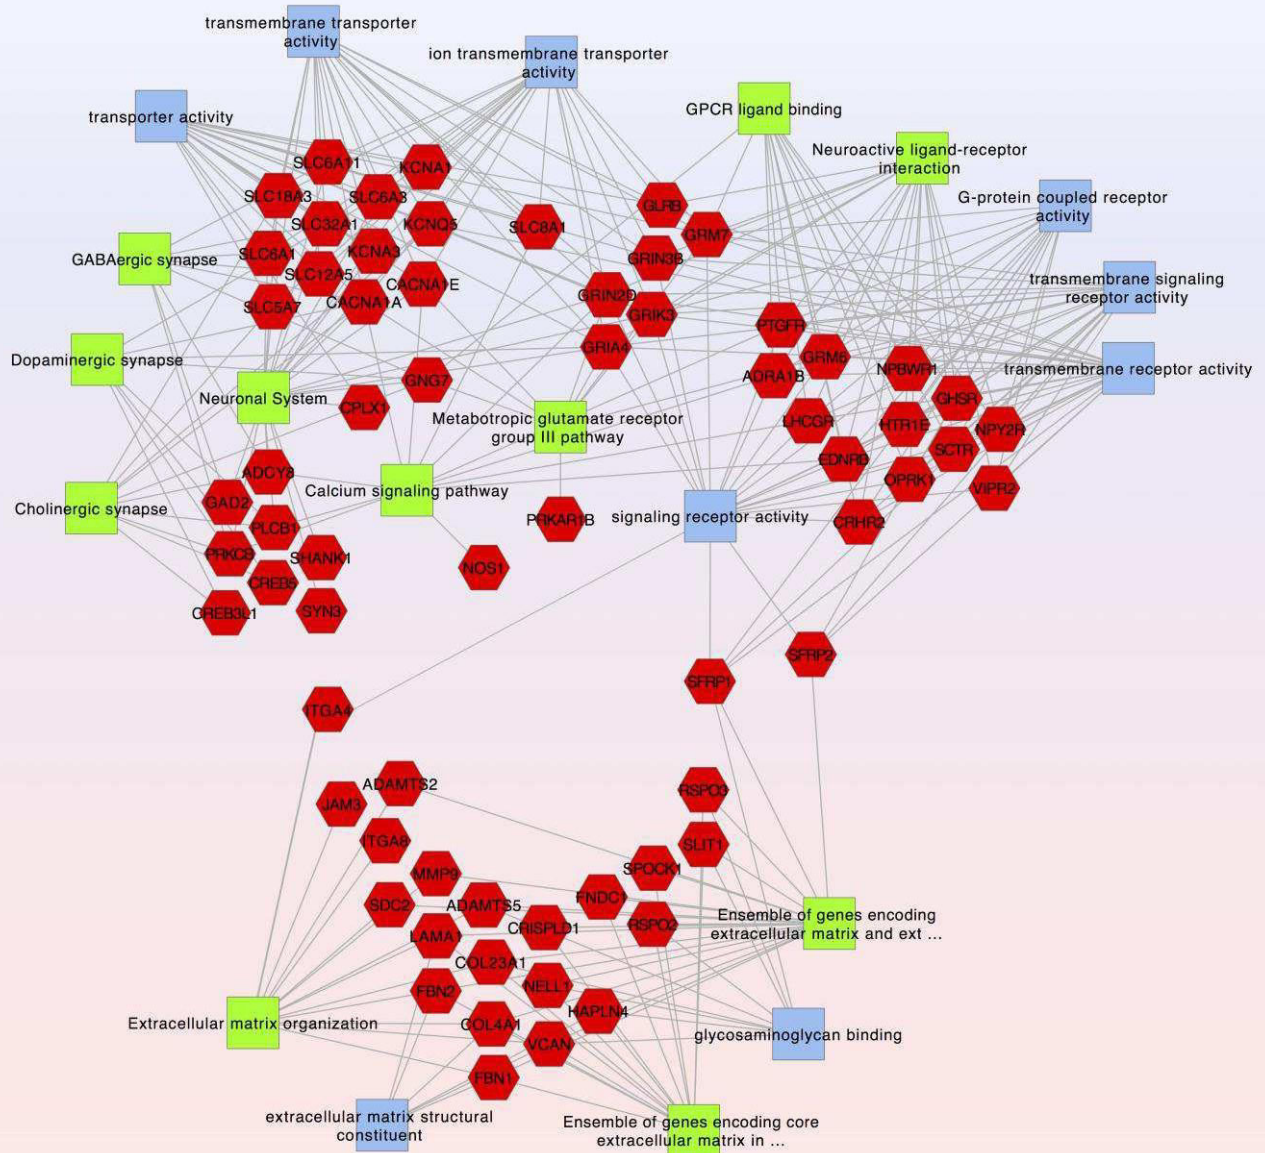 transmembrane transporter
activity
ion transmembrane transporter
activity
transporter activity
GPCR ligand binding
Neuroactive ligand-receptor
interaction
G-protein coupled receptor
activity
GABAergic synapse
transmembrane signaling
receptor activity
Dopaminergic synapse
transmembrane receptor activity
Neuronal System
Metabotropic glutamate receptor
group III pathway
Cholinergic synapse
Calcium signaling pathway
signaling receptor activity
SLC6A11
KCNA1
SLC18A3
SLC6A3
SLC32A1
KCNQ5
SLC6A1
KCNA3
SLC12A5
CACNA1E
SLC5A7
CACNA1A
SLC8A1
GLRB
GRM7
GRIN3B
GRIN2D
GRIK3
GRIA4
PTGFR
GRM6
ADRA1B
NPBWR1
GHSR
LHCGR
HTR1E
NPY2R
SCTR
EDNRB
OPRK1
VIPR2
CRHR2
GNG7
CPLX1
ADCY8
GAD2
PLCB1
PRKCB
SHANK1
CREB5
CREB3L1
SYN3
PRKAR1B
NOS1
SFRP2
SFRP1
ITGA4
ADAMTS2
JAM3
ITGA8
MMP9
SDC2
ADAMTS5
LAMA1
CRISPLD1
COL23A1
FBN2
NELL1
COL4A1
HAPLN4
VCAN
FBN1
RSPO3
SLIT1
SPOCK1
FNDC1
RSPO2
Ensemble of genes encoding
extracellular matrix and ext ...
Extracellular matrix organization
glycosaminoglycan binding
extracellular matrix structural
constituent
Ensemble of genes encoding core
extracellular matrix in ...